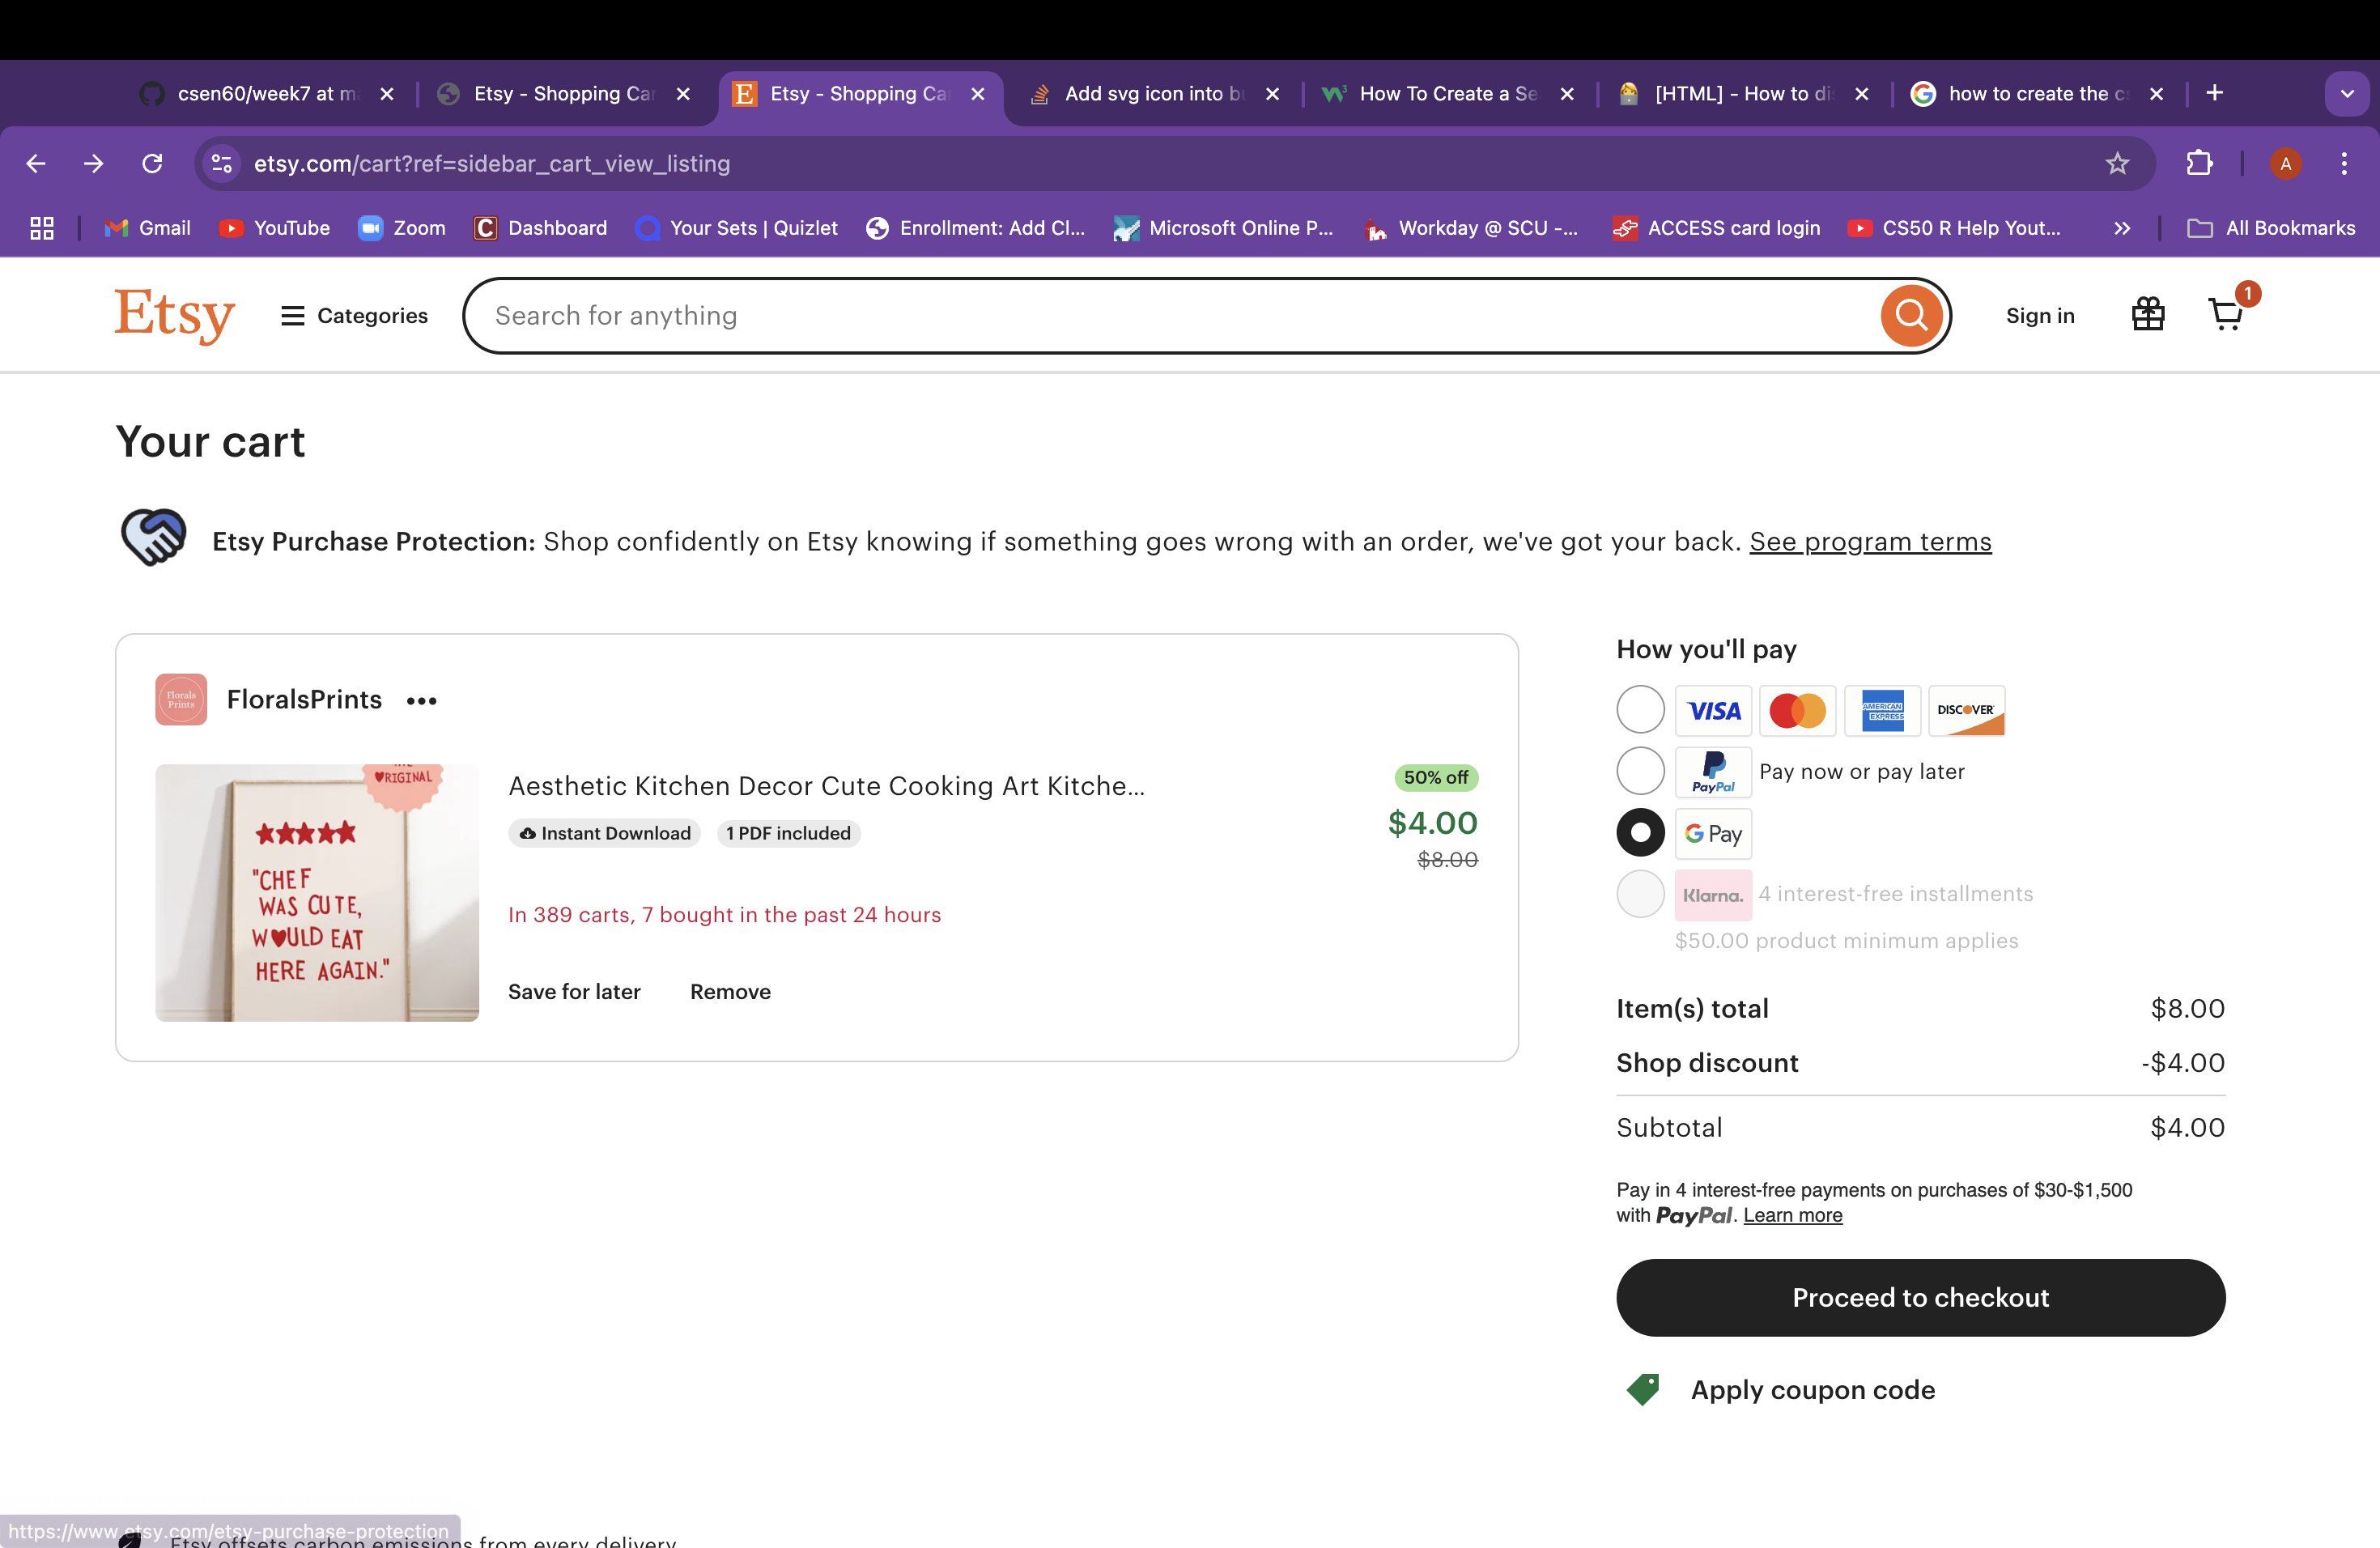 csen60/week7 at m
Etsy - Shopping Ca
Etsy - Shopping Ca
Add svg icon into b
How To Create a Se
[HTML] - How to di
how to create the c
etsy.com/cart?ref=sidebar_cart_view_listing
A
Gmail
YouTube
Zoom
Dashboard
Your Sets | Quizlet
Enrollment: Add Cl...
Microsoft Online P...
Workday @ SCU -...
ACCESS card login
CS50 R Help Yout...
All Bookmarks
Etsy
Categories
Search for anything
Sign in
1
Your cart
Etsy Purchase Protection: Shop confidently on Etsy knowing if something goes wrong with an order, we've got your back. See program terms
Florals
Prints
FloralsPrints
♥RIGINAL
★★★★★
"CHEF
WAS CUTE,
W♥ULD EAT
HERE AGAIN."
Aesthetic Kitchen Decor Cute Cooking Art Kitche...
Instant Download
1 PDF included
In 389 carts, 7 bought in the past 24 hours
Save for later
Remove
50% off
$4.00
$8.00
How you'll pay
VISA
AMERICAN
EXPRESS
DISCOVER
PayPal
Pay now or pay later
G Pay
Klarna.
4 interest-free installments
$50.00 product minimum applies
Item(s) total $8.00
Shop discount -$4.00
Subtotal $4.00
Pay in 4 interest-free payments on purchases of $30-$1,500
with PayPal. Learn more
Proceed to checkout
Apply coupon code
https://www.etsy.com/etsy-purchase-protection
Etsy offsets carbon emissions from every delivery